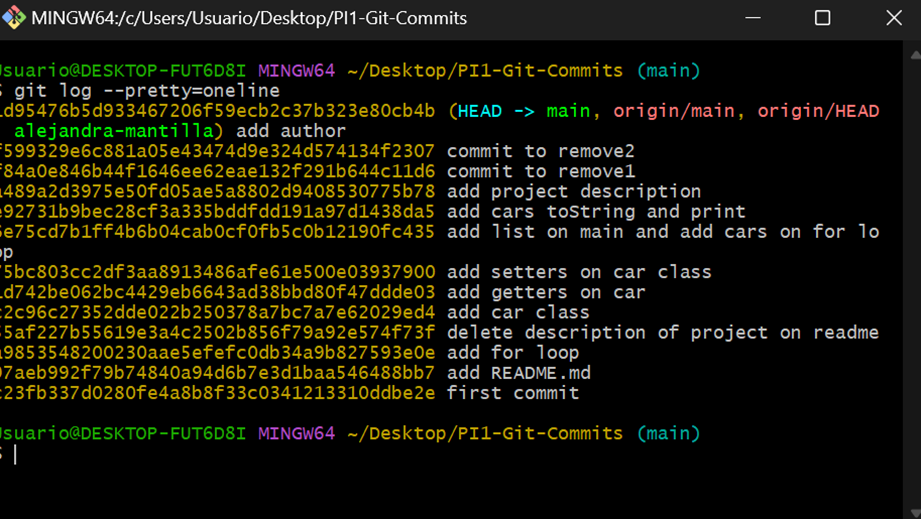 MINGW64:/c/Users/Usuario/Desktop/PI1-Git-Commits
Usuario@DESKTOP-FUT6D8I MINGW64 ~/Desktop/PI1-Git-Commits (main)
$ git log --pretty=oneline
1d95476b5d933467206f59ecb2c37b323e80cb4b (HEAD -> main, origin/main, origin/HEAD
alejandra-mantilla) add author
f599329e6c881a05e43474d9e324d574134f2307 commit to remove2
f84a0e846b44f1646ee62eae132f291b644c11d6 commit to remove1
a489a2d3975e50fd05ae5a8802d9408530775b78 add project description
e92731b9bec28cf3a335bddfdd191a97d1438da5 add cars toString and print
6e75cd7b1ff4b6b04cab0cf0fb5c0b12190fc435 add list on main and add cars on for lo
op
75bc803cc2df3aa8913486afe61e500e03937900 add setters on car class
1d742be062bc4429eb6643ad38bbd80f47ddde03 add getters on car
c2c96c27352dde022b250378a7bc7a7e62029ed4 add car class
55af227b55619e3a4c2502b856f79a92e574f73f delete description of project on readme
a9853548200230aae5efefc0db34a9b827593e0e add for loop
97aeb992f79b74840a94d6b7e3d1baa546488bb7 add README.md
c23fb337d0280fe4a8b8f33c0341213310ddbe2e first commit
Usuario@DESKTOP-FUT6D8I MINGW64 ~/Desktop/PI1-Git-Commits (main)
$